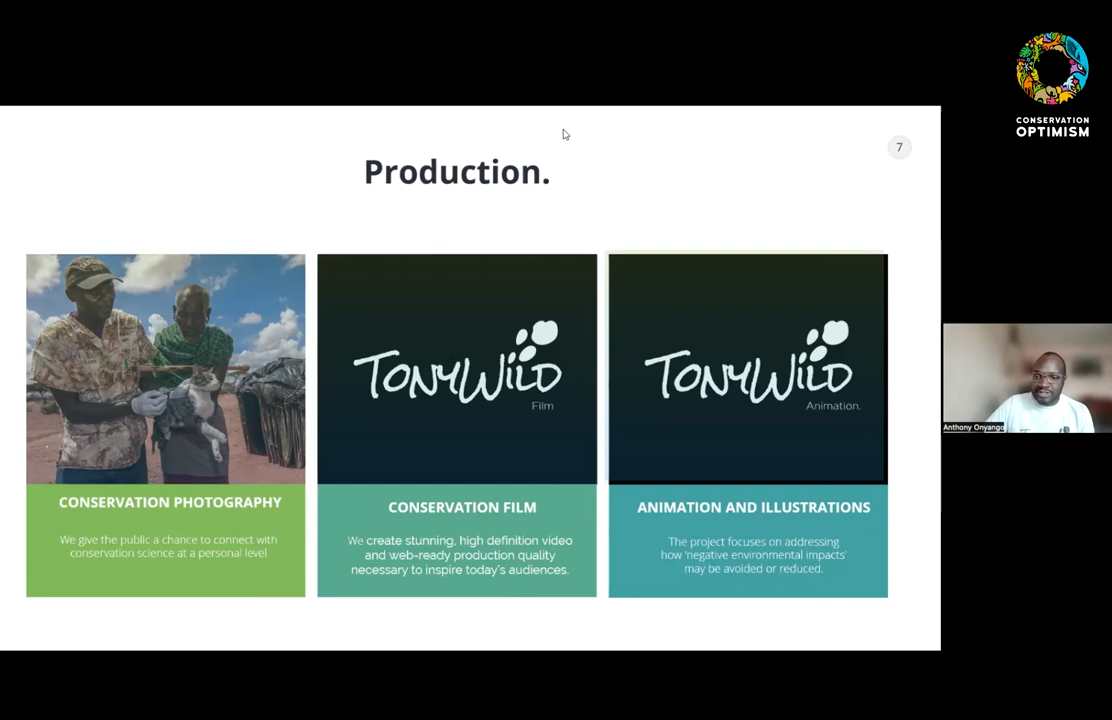 CONSERVATION
OPTIMISM
7
Production.
TONYWILD
Film
TONYWILD
Animation.
CONSERVATION PHOTOGRAPHY
We give the public a chance to connect with
conservation science at a personal level
CONSERVATION FILM
We create stunning, high definition video
and web-ready production quality
necessary to inspire today's audiences.
ANIMATION AND ILLUSTRATIONS
The project focuses on addressing
how 'negative environmental impacts'
may be avoided or reduced.
Anthony Onyango